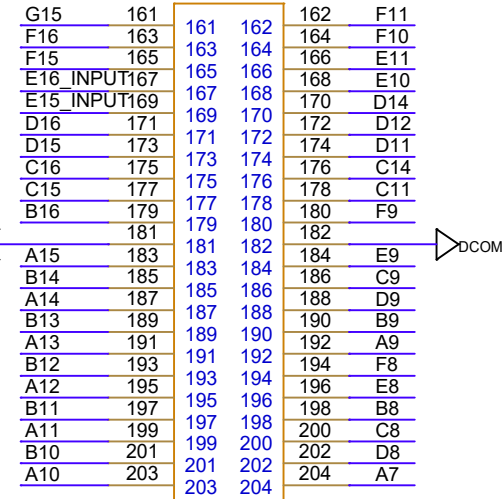 G15 161 162 F11
161 162
F16 163 164 F10
163 164
F15 165 166 E11
165 166
E16_INPUT 167 168 E10
167 168
E15_INPUT 169 170 D14
169 170
D16 171 172 D12
171 172
D15 173 174 D11
173 174
C16 175 176 C14
175 176
C15 177 178 C11
177 178
B16 179 180 F9
179 180
181 182
181 182 DCOM
A15 183 184 E9
183 184
B14 185 186 C9
185 186
A14 187 188 D9
187 188
B13 189 190 B9
189 190
A13 191 192 A9
191 192
B12 193 194 F8
193 194
A12 195 196 E8
195 196
B11 197 198 B8
197 198
A11 199 200 C8
199 200
B10 201 202 D8
201 202
A10 203 204 A7
203 204